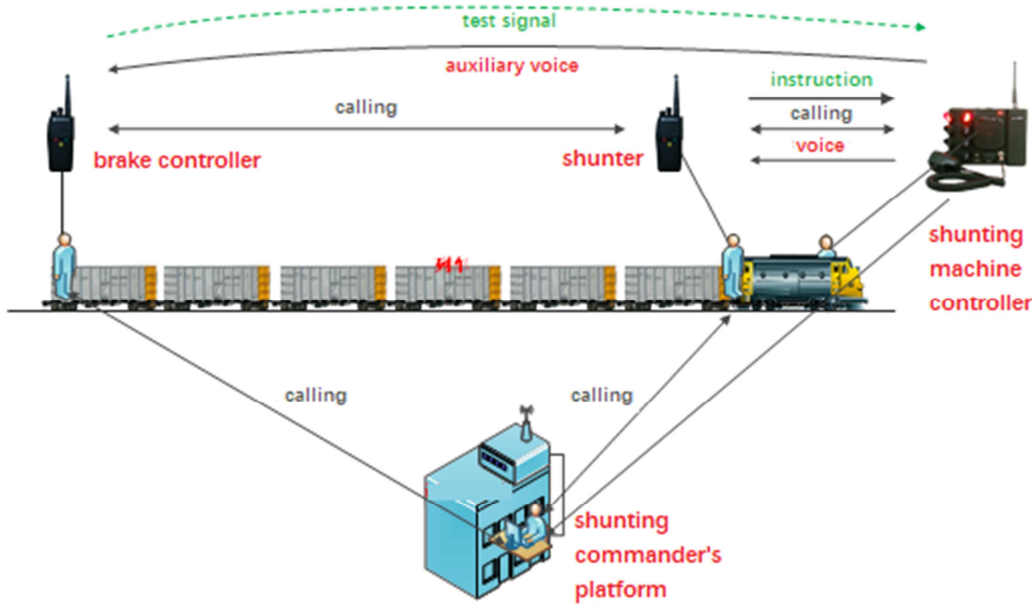 test signal
auxiliary voice
instruction
calling
calling
voice
brake controller
shunter
shunting
machine
controller
calling
calling
shunting
commander's
platform